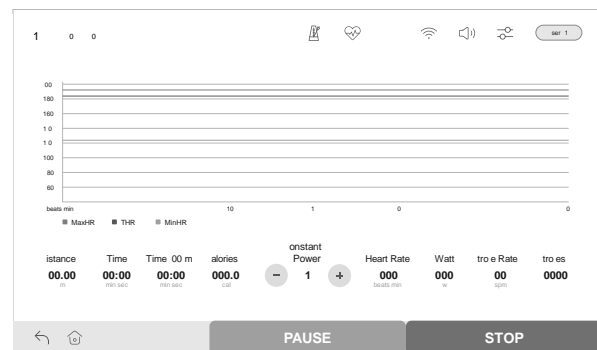 1 0 0
ser 1
00
180
160
1 0
1 0
100
80
60
beats min 10 1 0 0
MaxHR THR MinHR
onstant
istance Time Time 00 m alories Power Heart Rate Watt tro e Rate tro es
00.00 00:00 00:00 000.0 1 000 000 00 0000
m min sec min sec cal beats min w spm
PAUSE STOP